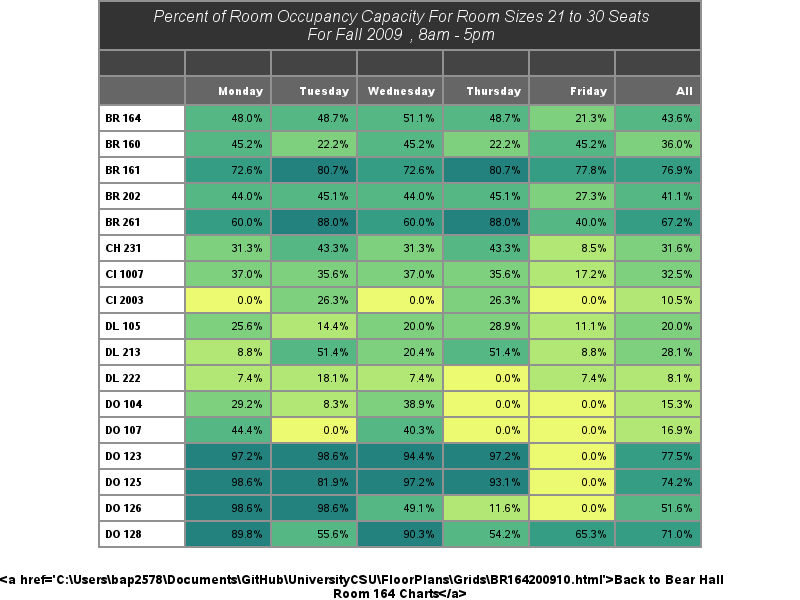 Percent of Room Occupancy Capacity For Room Sizes 21 to 30 Seats
For Fall 2009 , 8am - 5pm
Monday Tuesday Wednesday Thursday Friday All
BR 164 48.0% 48.7% 51.1% 48.7% 21.3% 43.6%
BR 160 45.2% 22.2% 45.2% 22.2% 45.2% 36.0%
BR 161 72.6% 80.7% 72.6% 80.7% 77.8% 76.9%
BR 202 44.0% 45.1% 44.0% 45.1% 27.3% 41.1%
BR 261 60.0% 88.0% 60.0% 88.0% 40.0% 67.2%
CH 231 31.3% 43.3% 31.3% 43.3% 8.5% 31.6%
CI 1007 37.0% 35.6% 37.0% 35.6% 17.2% 32.5%
CI 2003 0.0% 26.3% 0.0% 26.3% 0.0% 10.5%
DL 105 25.6% 14.4% 20.0% 28.9% 11.1% 20.0%
DL 213 8.8% 51.4% 20.4% 51.4% 8.8% 28.1%
DL 222 7.4% 18.1% 7.4% 0.0% 7.4% 8.1%
DO 104 29.2% 8.3% 38.9% 0.0% 0.0% 15.3%
DO 107 44.4% 0.0% 40.3% 0.0% 0.0% 16.9%
DO 123 97.2% 98.6% 94.4% 97.2% 0.0% 77.5%
DO 125 98.6% 81.9% 97.2% 93.1% 0.0% 74.2%
DO 126 98.6% 98.6% 49.1% 11.6% 0.0% 51.6%
DO 128 89.8% 55.6% 90.3% 54.2% 65.3% 71.0%
<a href='C:\Users\bap2578\Documents\GitHub\UniversityCSU\FloorPlans\Grids\BR164200910.html'>Back to Bear Hall
Room 164 Charts</a>